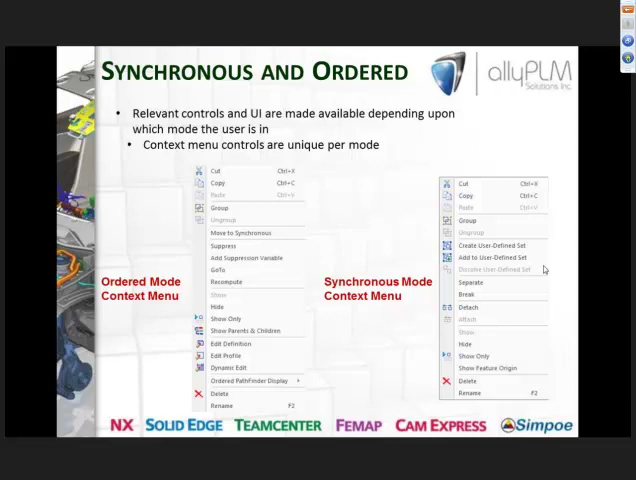 SYNCHRONOUS AND ORDERED
allyPLM
Solutions Inc
• Relevant controls and UI are made available depending upon
which mode the user is in
• Context menu controls are unique per mode
Ordered Mode
Context Menu
Cut Ctrl+X
Copy Ctrl+C
Paste Ctrl+V
Group
Ungroup
Move to Synchronous
Suppress
Add Suppression Variable
GoTo
Recompute
Show
Hide
Show Only
Show Parents & Children
Edit Definition
Edit Profile
Dynamic Edit
Ordered PathFinder Display
Delete
Rename F2
Synchronous Mode
Context Menu
Cut Ctrl+X
Copy Ctrl+C
Paste Ctrl+V
Group
Ungroup
Create User-Defined Set
Add to User-Defined Set
Dissolve User-Defined Set
Separate
Break
Detach
Attach
Show
Hide
Show Only
Show Feature Origin
Delete
Rename F2
NX SOLID EDGE TEAMCENTER FEMAP CAM EXPRESS Simpoe